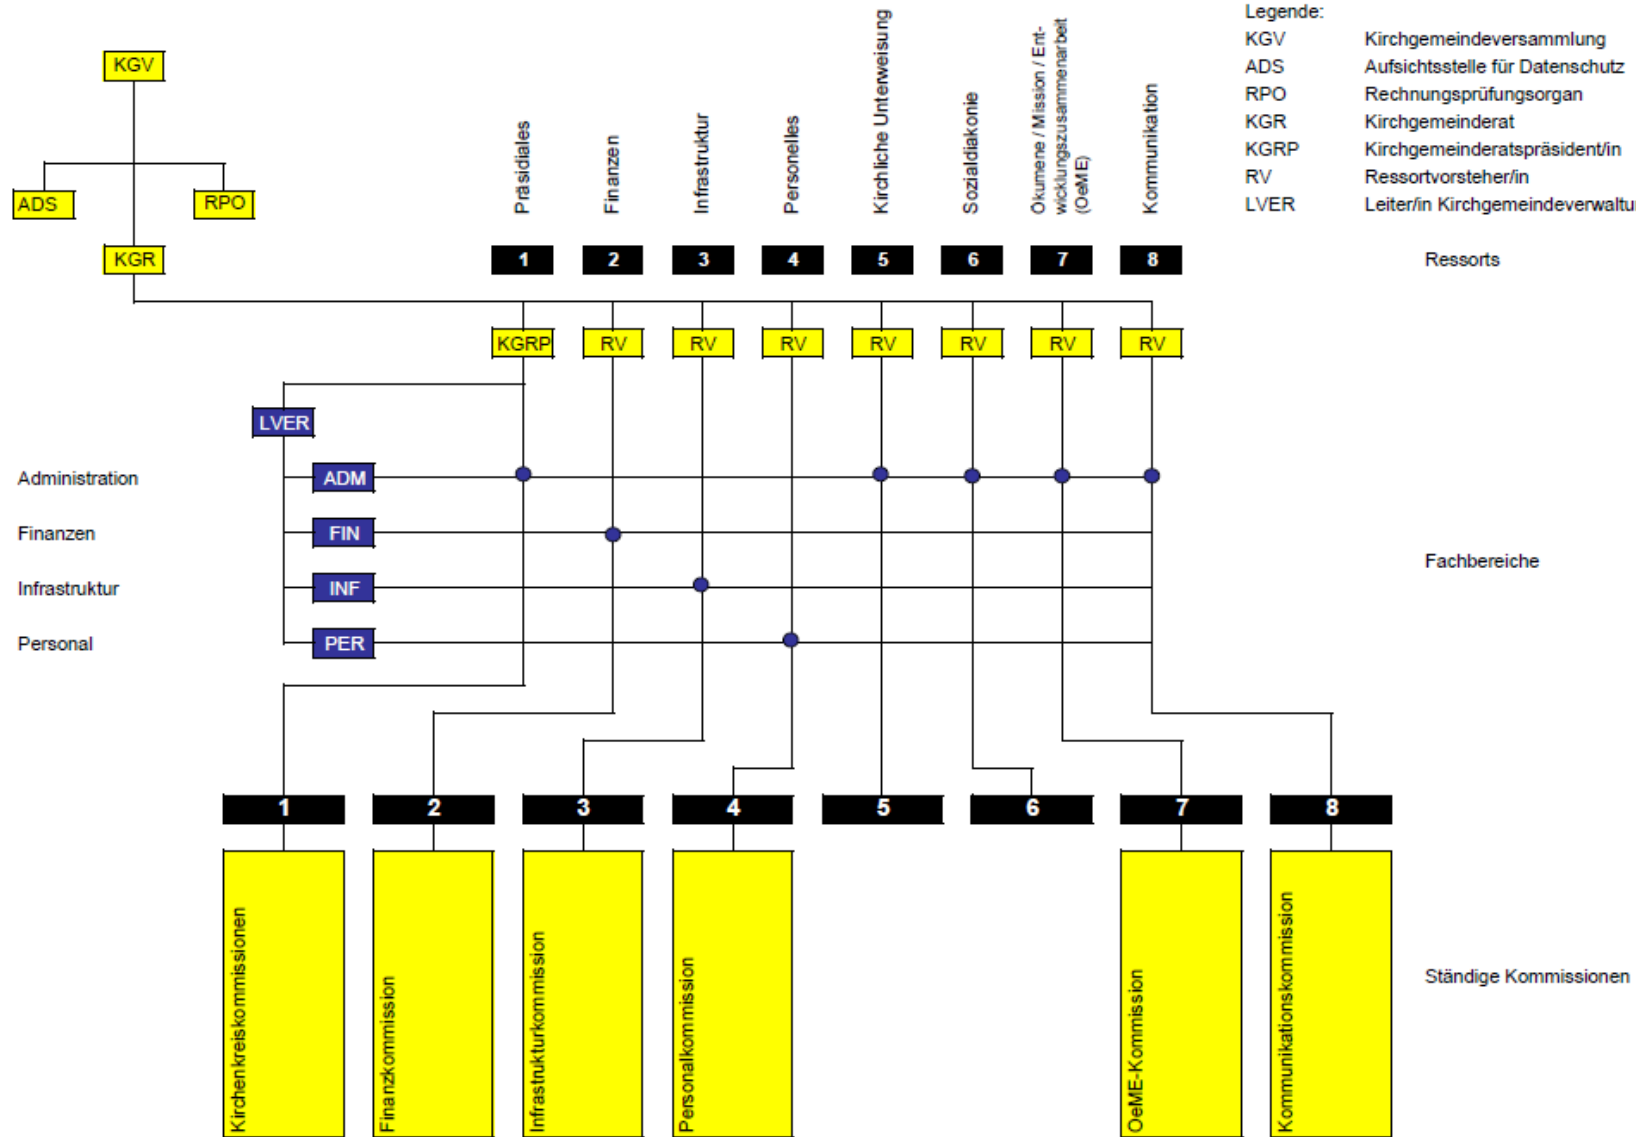 Legende:
KGV Kirchgemeindeversammlung
ADS Aufsichtsstelle für Datenschutz
RPO Rechnungsprüfungsorgan
KGR Kirchgemeinderat
KGRP Kirchgemeinderatspräsident/in
RV Ressortvorsteher/in
LVER Leiter/in Kirchgemeindeverwaltu
KGV
ADS
RPO
KGR
Präsidiales
Finanzen
Infrastruktur
Personelles
Kirchliche Unterweisung
Sozialdiakonie
Ökumene / Mission / Ent-
wicklungszusammenarbeit
(OeME)
Kommunikation
1 2 3 4 5 6 7 8 Ressorts
KGRP RV RV RV RV RV RV RV
LVER
Administration ADM
Finanzen FIN
Fachbereiche
Infrastruktur INF
Personal PER
1 2 3 4 5 6 7 8
Kirchenkreiskommissionen
Finanzkommission
Infrastrukturkommission
Personalkommission
OeME-Kommission
Kommunikationskommission
Ständige Kommissionen